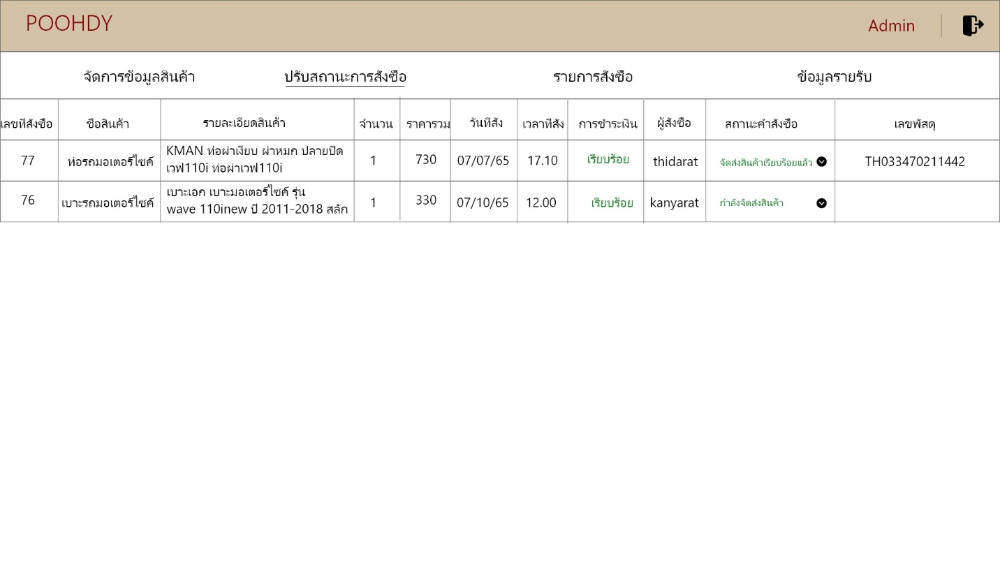 POOHDY
Admin
จัดการข้อมูลสินค้า ปรับสถานะการสั่งซื้อ รายการสั่งซื้อ ข้อมูลรายรับ
เลขที่สั่งซื้อ ชื่อสินค้า รายละเอียดสินค้า จำนวน ราคารวม วันที่สั่ง เวลาที่สั่ง การชำระเงิน ผู้สั่งซื้อ สถานะคำสั่งซื้อ เลขพัสดุ
77 ท่อรถมอเตอร์ไซค์ KMAN ท่อผ่าเงียบ ผ่าหมก ปลายปิด 1 730 07/07/65 17.10 เรียบร้อย thidarat จัดส่งสินค้าเรียบร้อยแล้ว TH033470211442
เวฟ110i ท่อผ่าเวฟ110i
76 เบาะรถมอเตอร์ไซค์ เบาะเอก เบาะมอเตอร์ไซค์ รุ่น 1 330 07/10/65 12.00 เรียบร้อย kanyarat กำลังจัดส่งสินค้า
wave 110inew ปี 2011-2018 สลัก